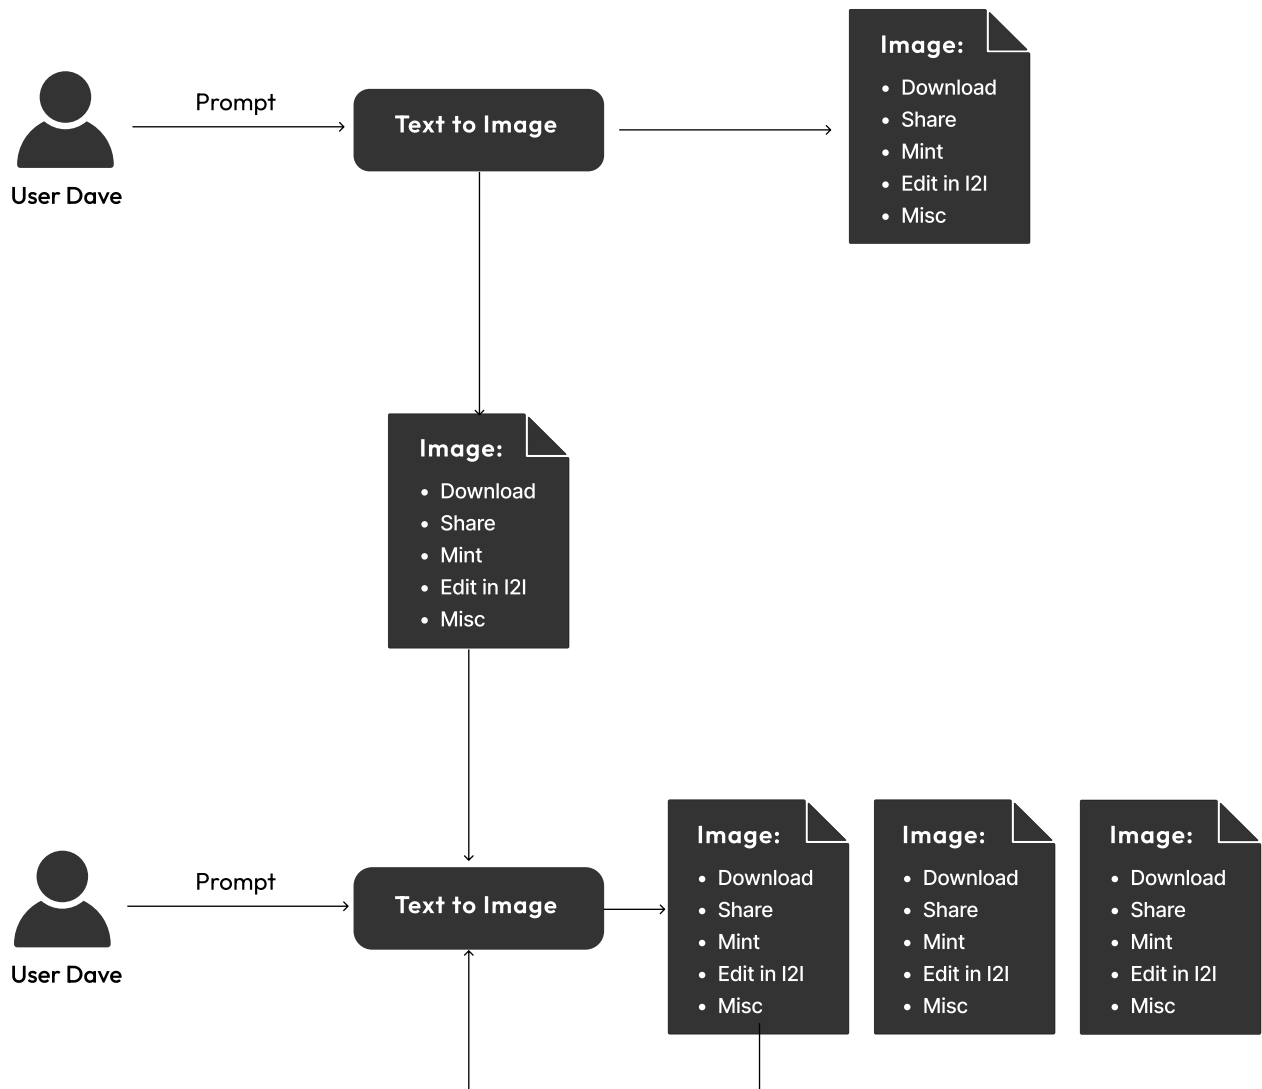 Prompt
Text to Image
User Dave
Image:
• Download
• Share
• Mint
• Edit in I2I
• Misc
Image:
• Download
• Share
• Mint
• Edit in I2I
• Misc
Prompt
Text to Image
User Dave
Image:
• Download
• Share
• Mint
• Edit in I2I
• Misc
Image:
• Download
• Share
• Mint
• Edit in I2I
• Misc
Image:
• Download
• Share
• Mint
• Edit in I2I
• Misc